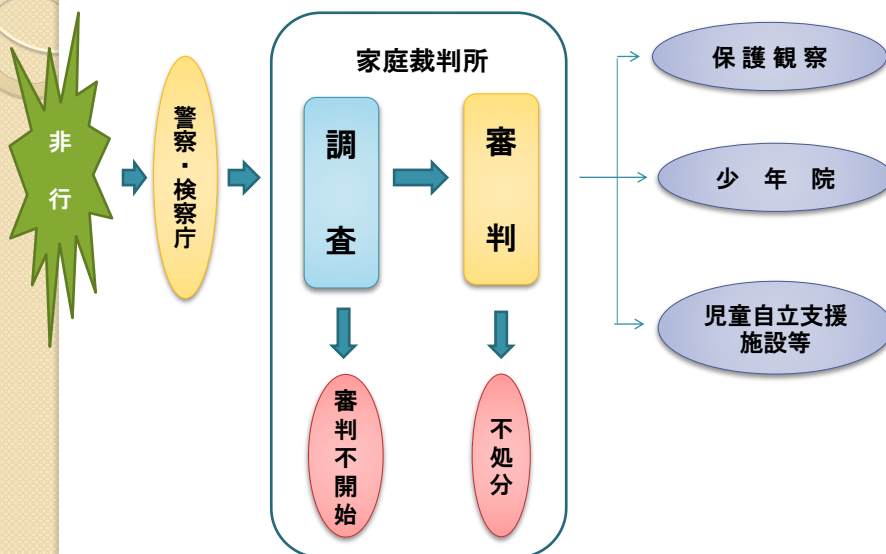 非行
警察・検察庁
家庭裁判所
調査
審判
審判不開始
不処分
保護観察
少年院
児童自立支援
施設等